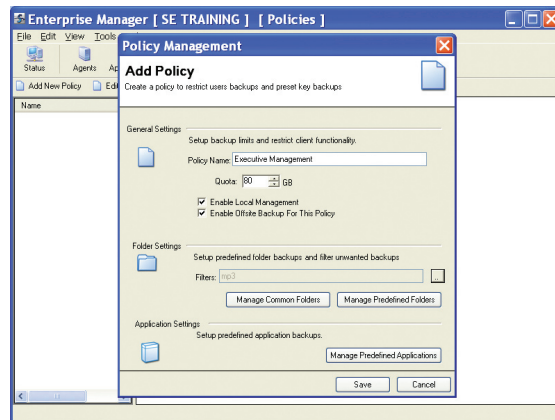 Enterprise Manager [ SE TRAINING ] [ Policies ]
File Edit View Tools
Status Agents
Add New Policy
Name
Policy Management
Add Policy
Create a policy to restrict users backups and preset key backups
General Settings
Setup backup limits and restrict client functionality.
Policy Name: Executive Management
Quota: 80 GB
Enable Local Management
Enable Offsite Backup For This Policy
Folder Settings
Setup predefined folder backups and filter unwanted backups
Filters: mp3 ..
Manage Common Folders Manage Predefined Folders
Application Settings
Setup predefined application backups.
Manage Predefined Applications
Save Cancel